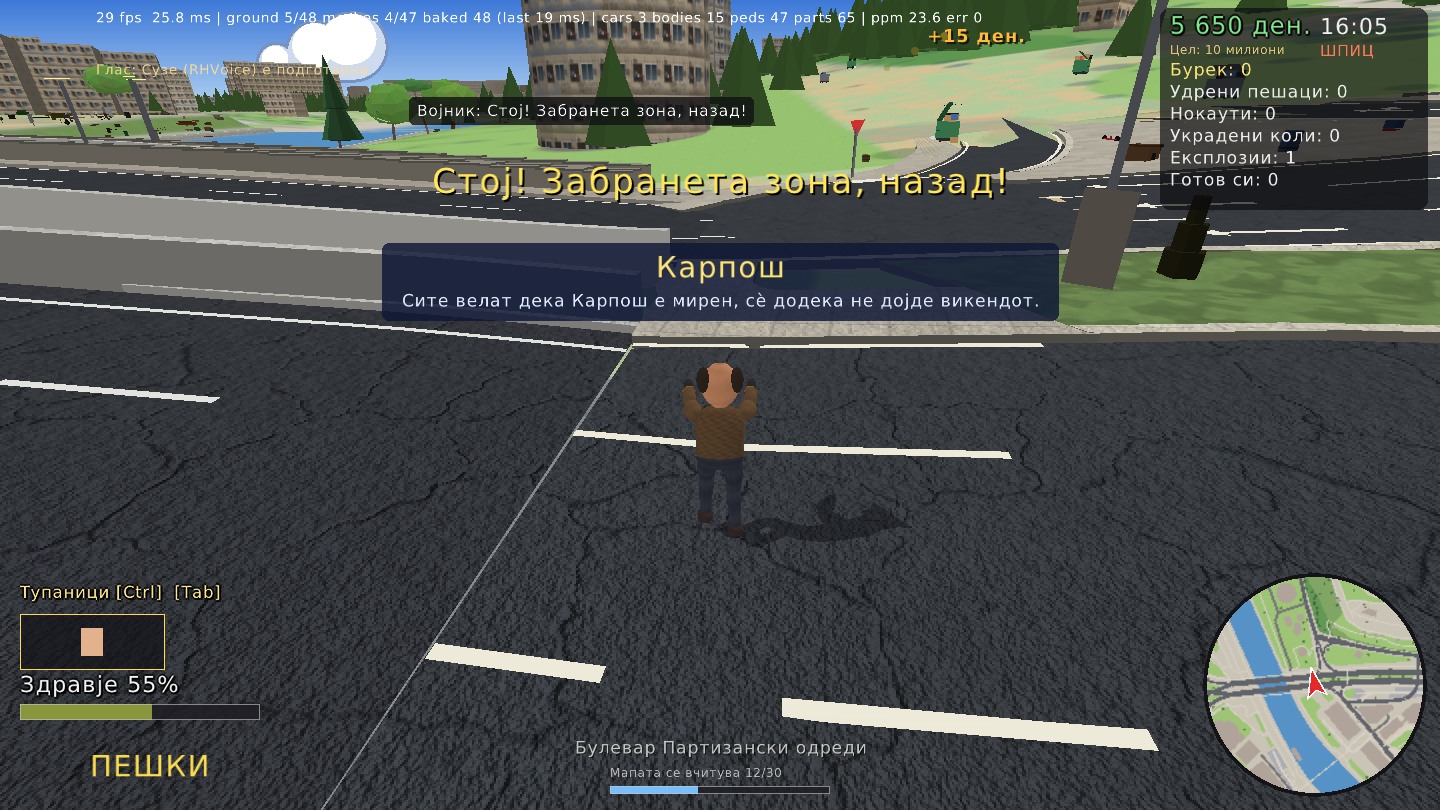 29 fps 25.8 ms | ground 5/48 4/47 baked 48 (last 19 ms) | cars 3 bodies 15 peds 47 parts 65 | ppm 23.6 err 0
+15 ден.
5 650 ден. 16:05
Цел: 10 милиони ШПИЦ
Бурек: 0
Удрени пешаци: 0
Нокаути: 0
Украдени коли: 0
Експлозии: 1
Готов си: 0
Глас: Сузе (RHVoice) е
Војник: Стој! Забранета зона, назад!
Стој! Забранета зона, назад!
Карпош
Сите велат дека Карпош е мирен, сѐ додека не дојде викендот.
Тупаници [Ctrl] [Tab]
Здравје 55%
ПЕШКИ
Булевар Партизански одреди
Мапата се вчитува 12/30